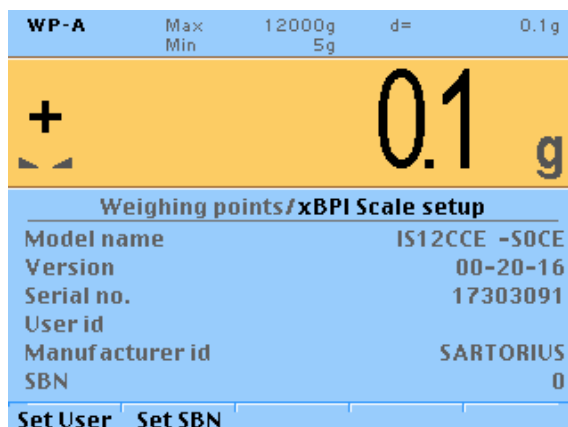 WP-A Max 12000g d= 0.1g
Min 5g
+ 0.1 g
Weighing points/xBPI Scale setup
Model name IS12CCE -S0CE
Version 00-20-16
Serial no. 17303091
User id
Manufacturer id SARTORIUS
SBN 0
Set User Set SBN